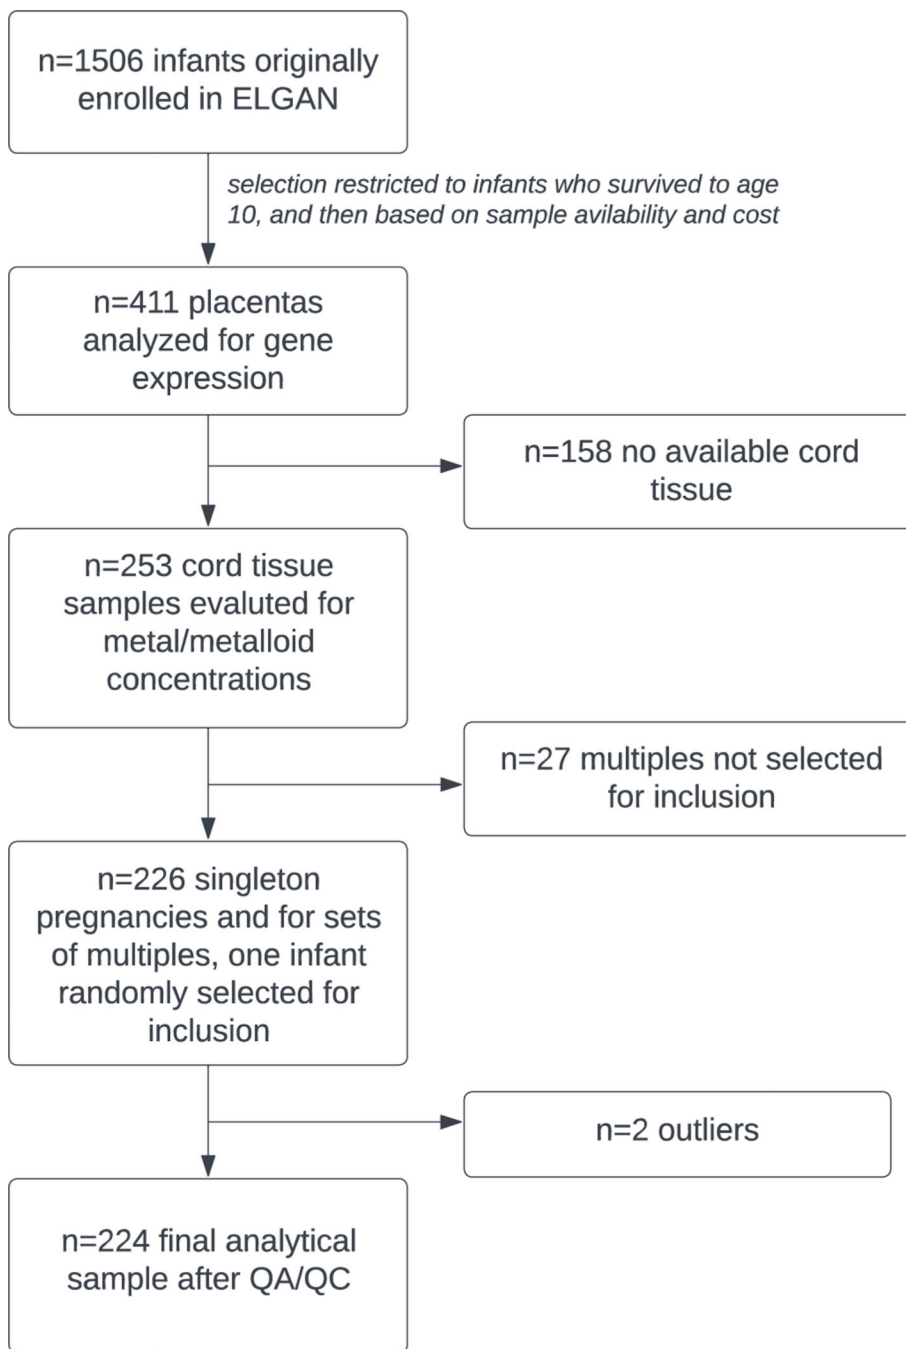 n=1506 infants originally
enrolled in ELGAN
selection restricted to infants who survived to age
10, and then based on sample avilability and cost
n=411 placentas
analyzed for gene
expression
n=158 no available cord
tissue
n=253 cord tissue
samples evaluted for
metal/metalloid
concentrations
n=27 multiples not selected
for inclusion
n=226 singleton
pregnancies and for sets
of multiples, one infant
randomly selected for
inclusion
n=2 outliers
n=224 final analytical
sample after QA/QC